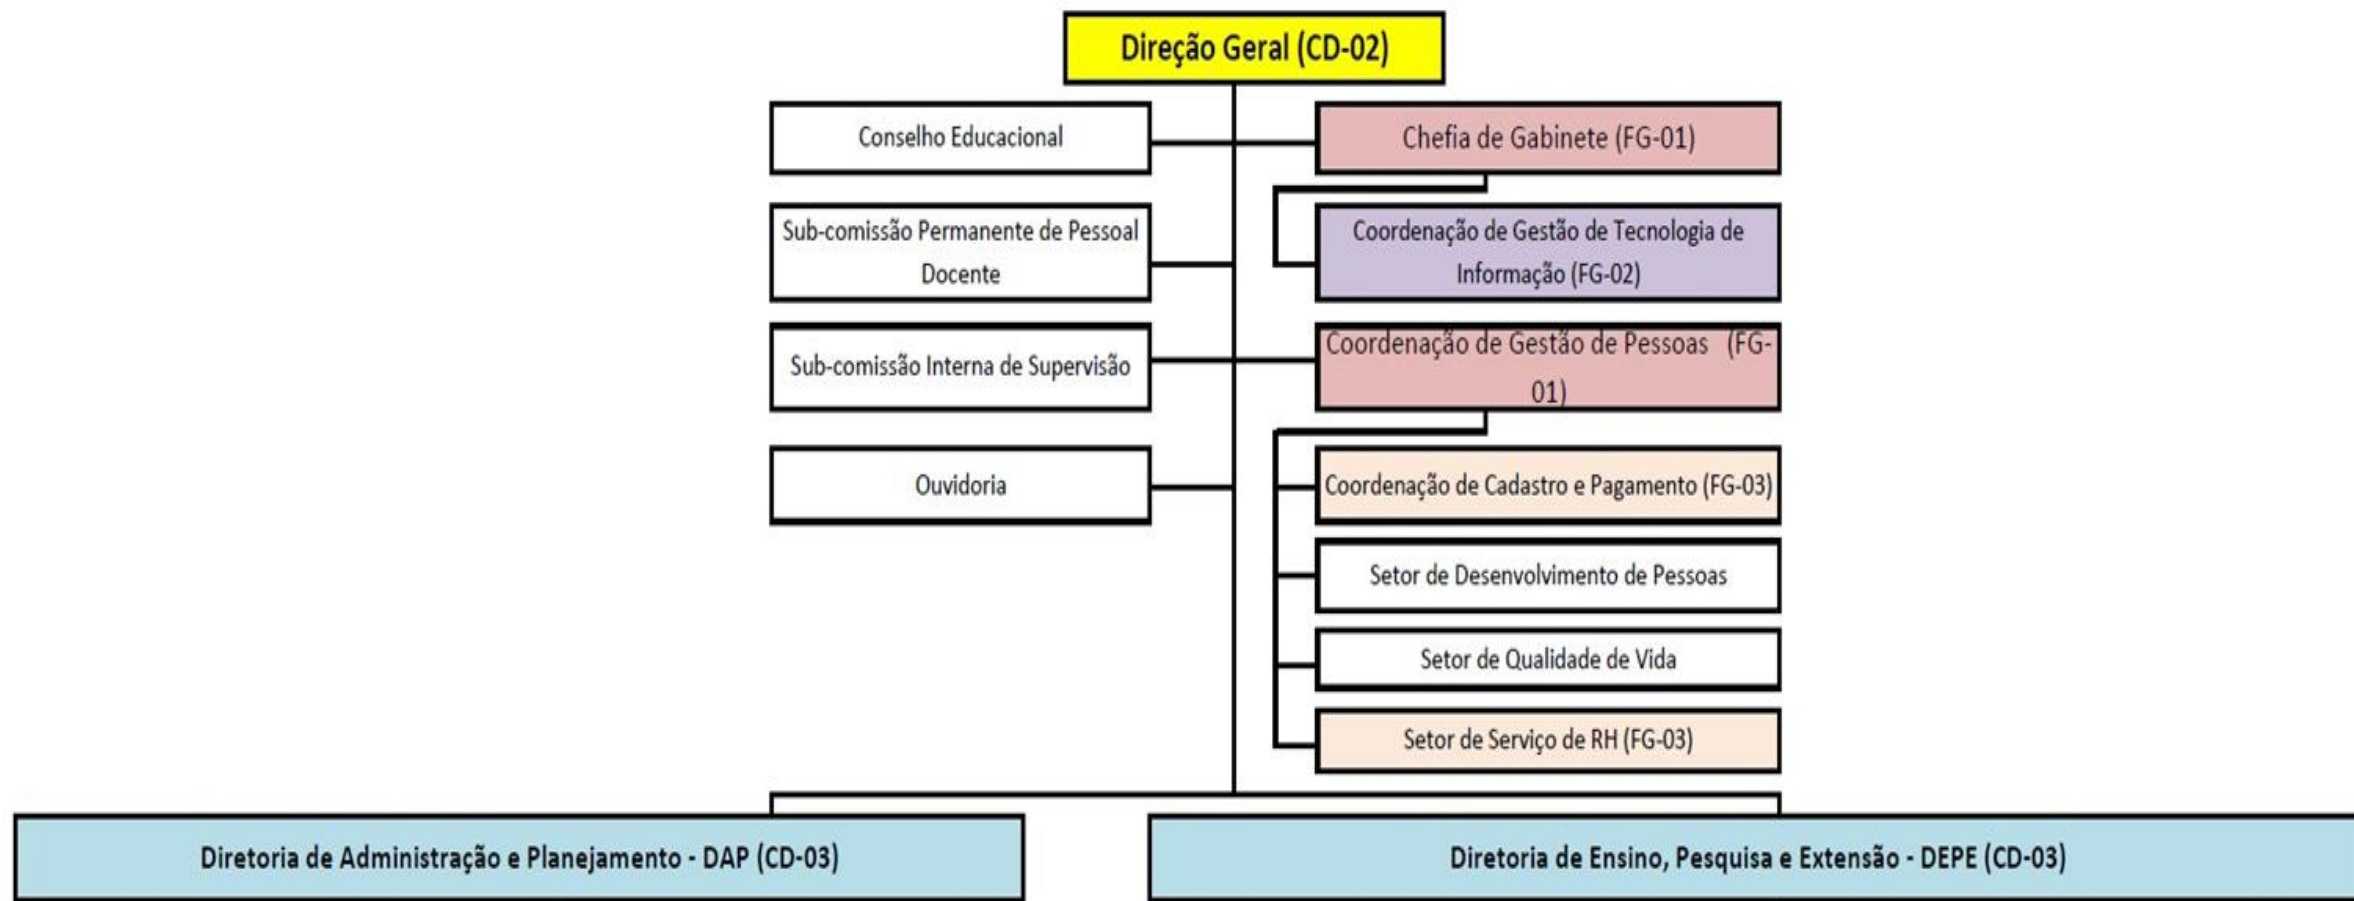 Direção Geral (CD-02)
Conselho Educacional
Chefia de Gabinete (FG-01)
Sub-comissão Permanente de Pessoal
Docente
Coordenação de Gestão de Tecnologia de
Informação (FG-02)
Sub-comissão Interna de Supervisão
Coordenação de Gestão de Pessoas (FG-
01)
Ouvidoria
Coordenação de Cadastro e Pagamento (FG-03)
Setor de Desenvolvimento de Pessoas
Setor de Qualidade de Vida
Setor de Serviço de RH (FG-03)
Diretoria de Administração e Planejamento - DAP (CD-03)
Diretoria de Ensino, Pesquisa e Extensão - DEPE (CD-03)